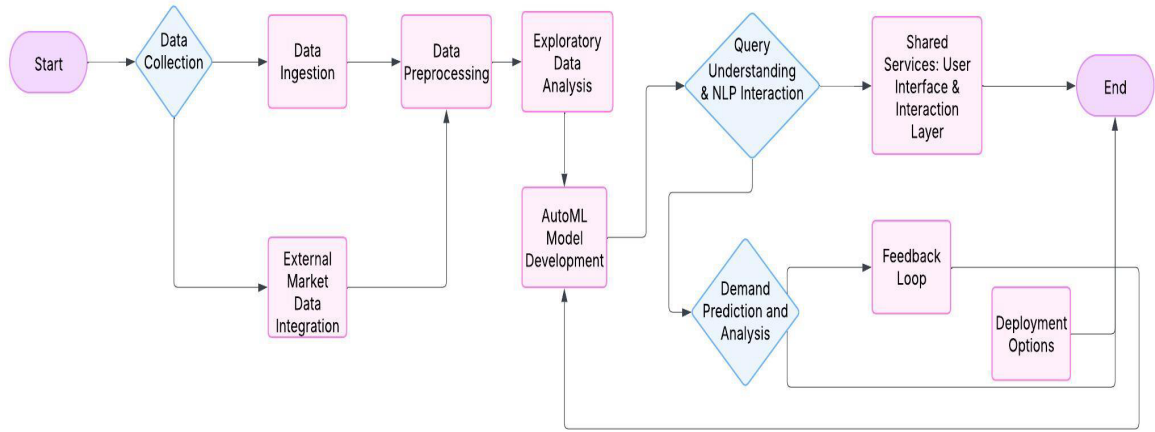 Start
Data
Collection
Data
Ingestion
Data
Preprocessing
Exploratory
Data
Analysis
Query
Understanding
& NLP Interaction
Shared
Services: User
Interface &
Interaction
Layer
End
External
Market
Data
Integration
AutoML
Model
Development
Demand
Prediction and
Analysis
Feedback
Loop
Deployment
Options